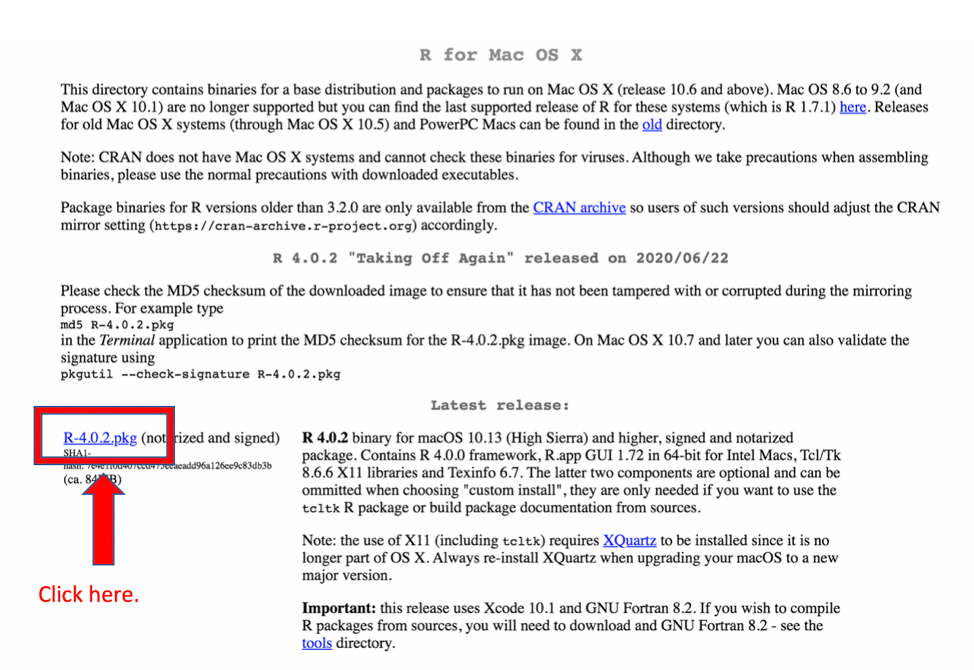 R for Mac OS X
This directory contains binaries for a base distribution and packages to run on Mac OS X (release 10.6 and above). Mac OS 8.6 to 9.2 (and
Mac OS X 10.1) are no longer supported but you can find the last supported release of R for these systems (which is R 1.7.1) here. Releases
for old Mac OS X systems (through Mac OS X 10.5) and PowerPC Macs can be found in the old directory.
Note: CRAN does not have Mac OS X systems and cannot check these binaries for viruses. Although we take precautions when assembling
binaries, please use the normal precautions with downloaded executables.
Package binaries for R versions older than 3.2.0 are only available from the CRAN archive so users of such versions should adjust the CRAN
mirror setting (https://cran-archive.r-project.org) accordingly.
R 4.0.2 "Taking Off Again" released on 2020/06/22
Please check the MD5 checksum of the downloaded image to ensure that it has not been tampered with or corrupted during the mirroring
process. For example type
md5 R-4.0.2.pkg
in the Terminal application to print the MD5 checksum for the R-4.0.2.pkg image. On Mac OS X 10.7 and later you can also validate the
signature using
pkgutil --check-signature R-4.0.2.pkg
Latest release:
R-4.0.2.pkg (notarized and signed)
SHA1-
(ca. 84
Click here.
R 4.0.2 binary for macOS 10.13 (High Sierra) and higher, signed and notarized
package. Contains R 4.0.0 framework, R.app GUI 1.72 in 64-bit for Intel Macs, Tcl/Tk
8.6.6 X11 libraries and Texinfo 6.7. The latter two components are optional and can be
ommitted when choosing "custom install", they are only needed if you want to use the
tcltk R package or build package documentation from sources.
Note: the use of X11 (including tcltk) requires XQuartz to be installed since it is no
longer part of OS X. Always re-install XQuartz when upgrading your macOS to a new
major version.
Important: this release uses Xcode 10.1 and GNU Fortran 8.2. If you wish to compile
R packages from sources, you will need to download and GNU Fortran 8.2 - see the
tools directory.